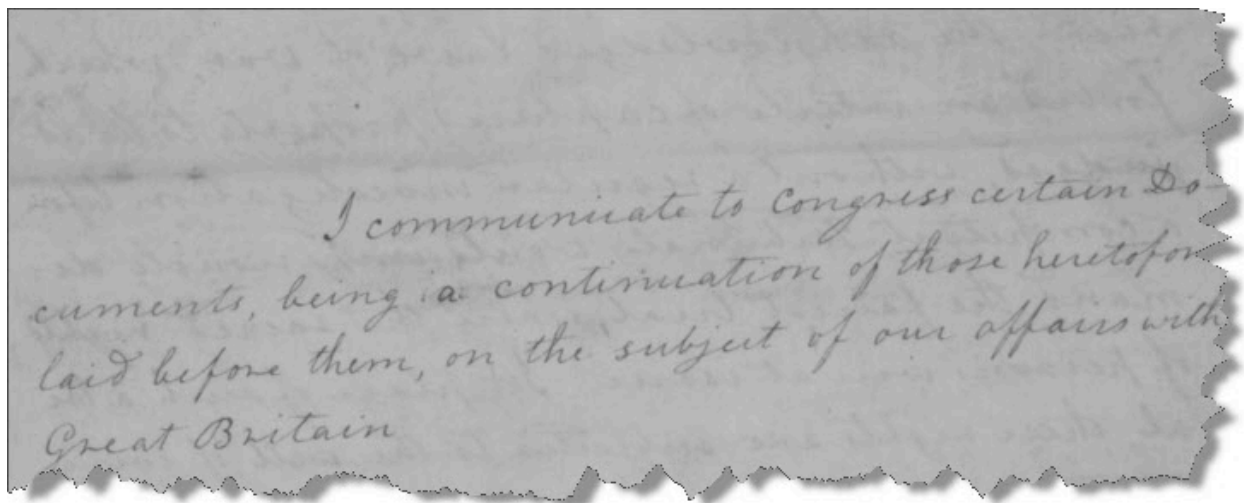 I communicate to Congress certain Do-
cuments, being a continuation of those heretofor
laid before them, on the subject of our affairs with
Great Britain